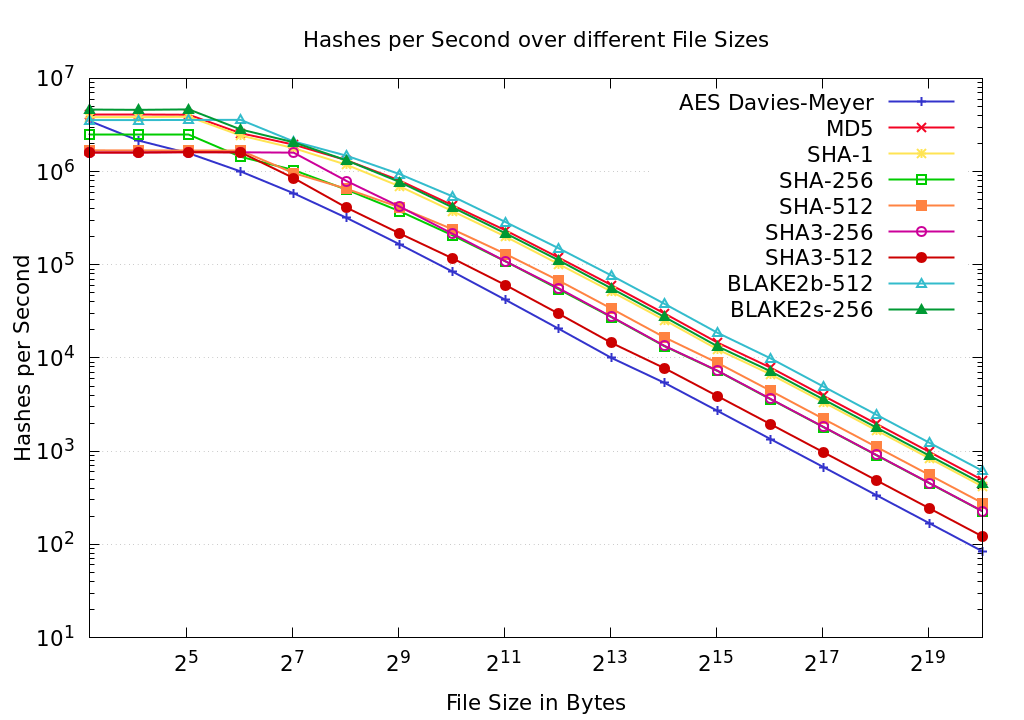 Hashes per Second over different File Sizes
10^7
10^6
10^5
10^4
10^3
10^2
10^1
Hashes per Second
AES Davies-Meyer
MD5
SHA-1
SHA-256
SHA-512
SHA3-256
SHA3-512
BLAKE2b-512
BLAKE2s-256
2^5 2^7 2^9 2^11 2^13 2^15 2^17 2^19
File Size in Bytes